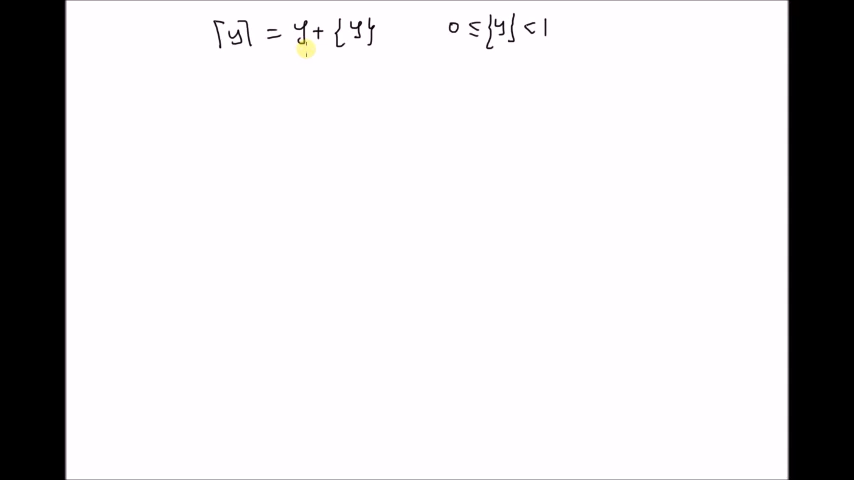 ⌈y⌉ = y + {y}     0 ≤ {y} < 1